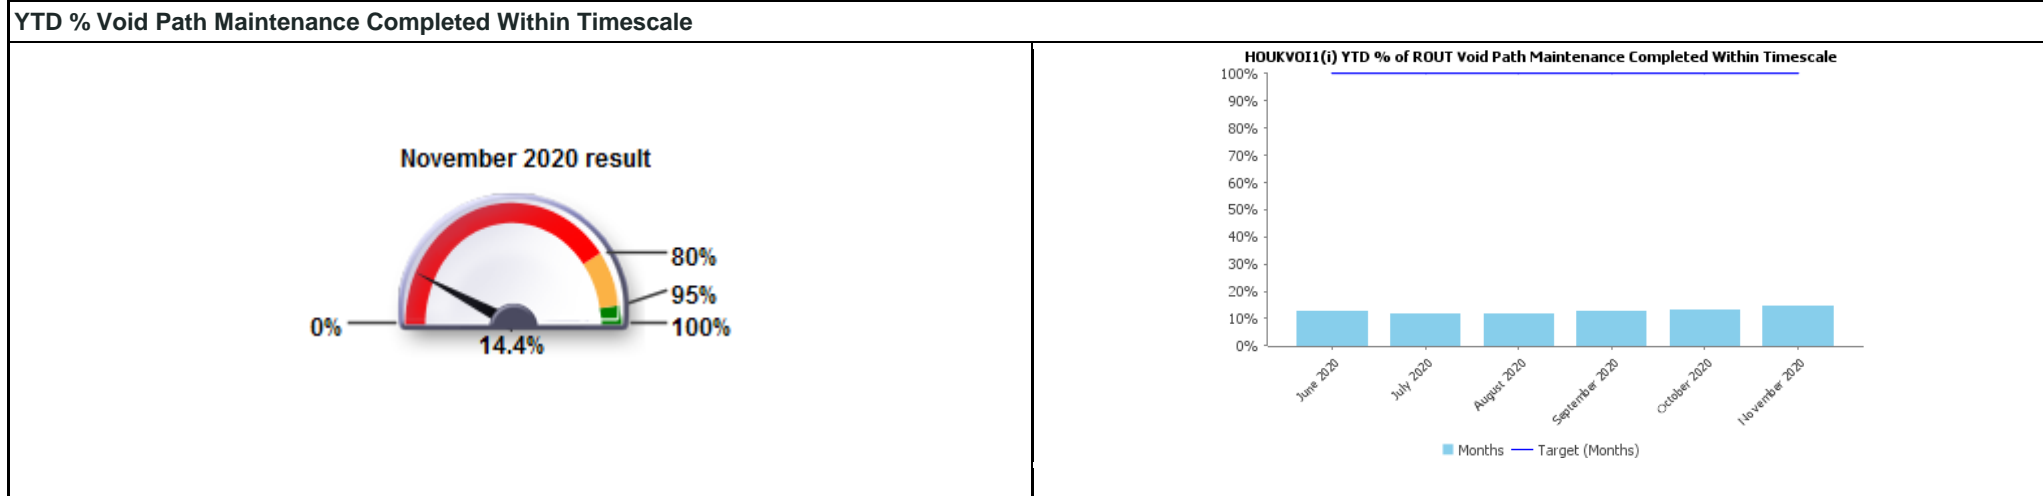 YTD % Void Path Maintenance Completed Within Timescale
November 2020 result
80%
95%
0%
100%
14.4%
HOUKVOI1(i) YTD % of ROUT Void Path Maintenance Completed Within Timescale
100%
90%
80%
70%
60%
50%
40%
30%
20%
10%
0%
June 2020
July 2020
August 2020
September 2020
October 2020
November 2020
Months
Target (Months)